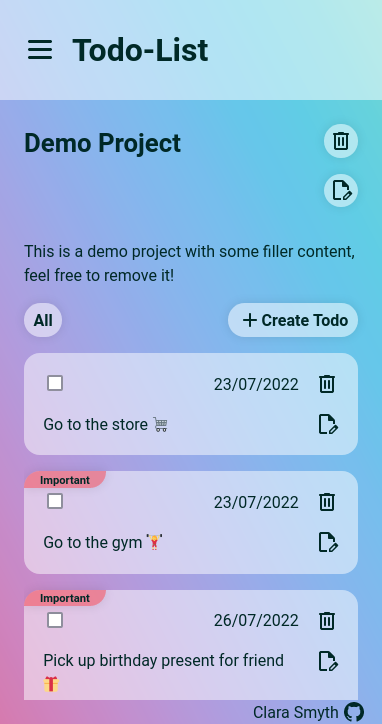 Todo-List
Demo Project
This is a demo project with some filler content,
feel free to remove it!
All
Create Todo
23/07/2022
Go to the store 🛒
Important
23/07/2022
Go to the gym 🏋
Important
26/07/2022
Pick up birthday present for friend
🎁
Clara Smyth